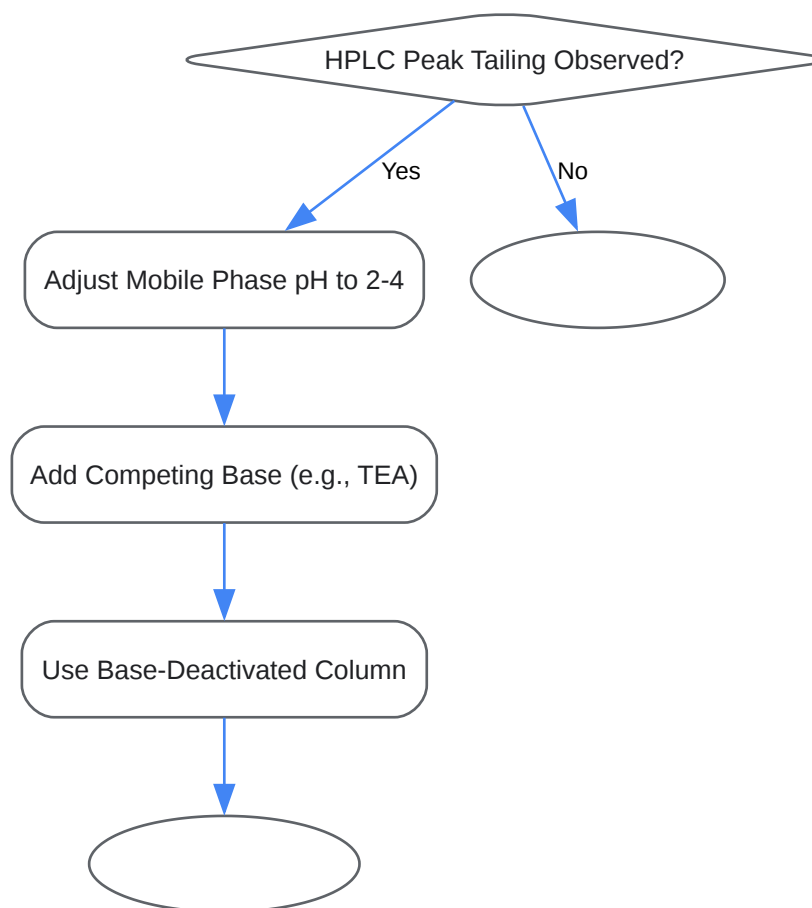 HPLC Peak Tailing Observed?
Yes
No
Adjust Mobile Phase pH to 2-4
Add Competing Base (e.g., TEA)
Use Base-Deactivated Column